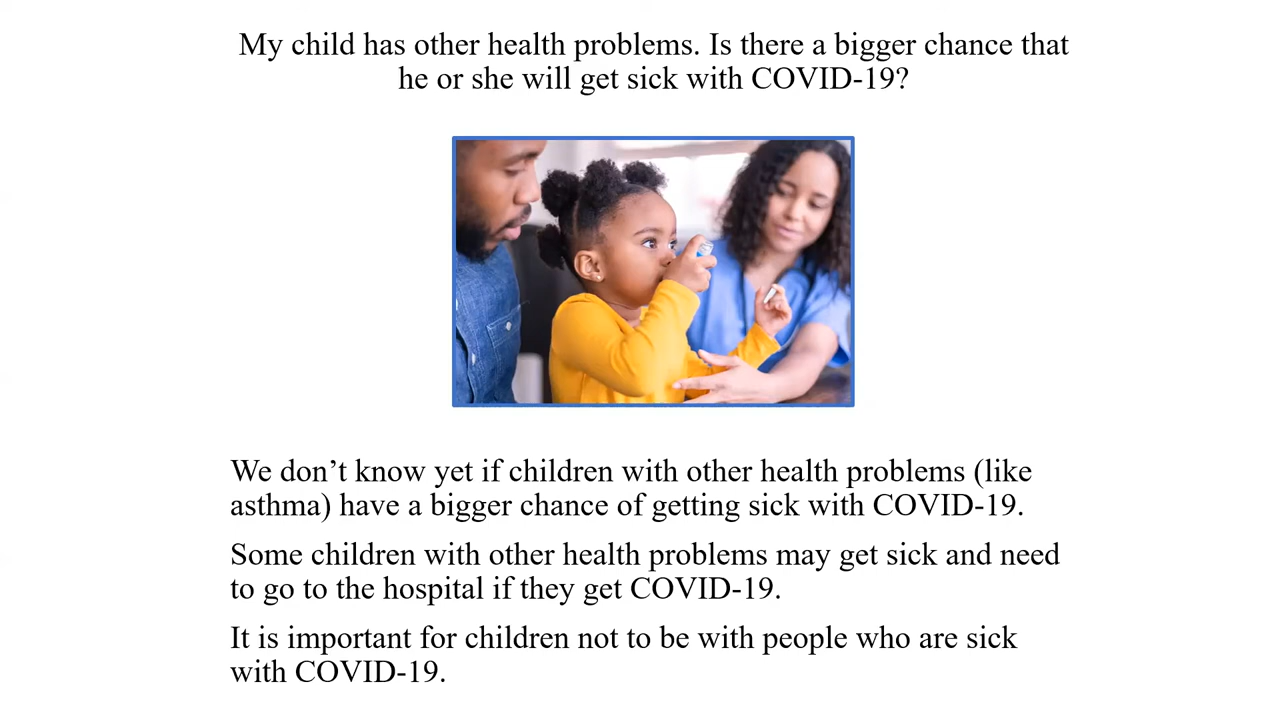 My child has other health problems. Is there a bigger chance that
he or she will get sick with COVID-19?
We don’t know yet if children with other health problems (like
asthma) have a bigger chance of getting sick with COVID-19.
Some children with other health problems may get sick and need
to go to the hospital if they get COVID-19.
It is important for children not to be with people who are sick
with COVID-19.